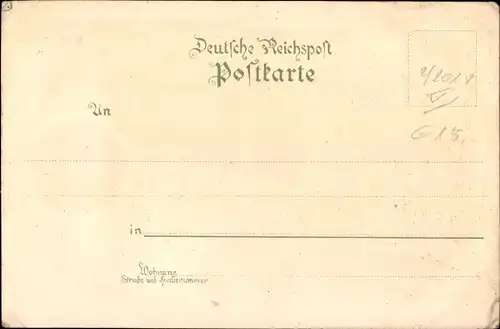 Deutsche Reichspost
Postkarte
An
in
Wohnung
Straße und Hausnummer